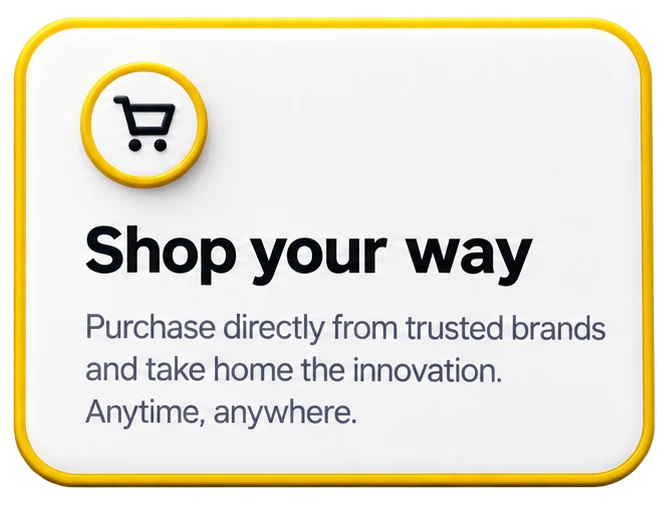 Shop your way
Purchase directly from trusted brands
and take home the innovation.
Anytime, anywhere.